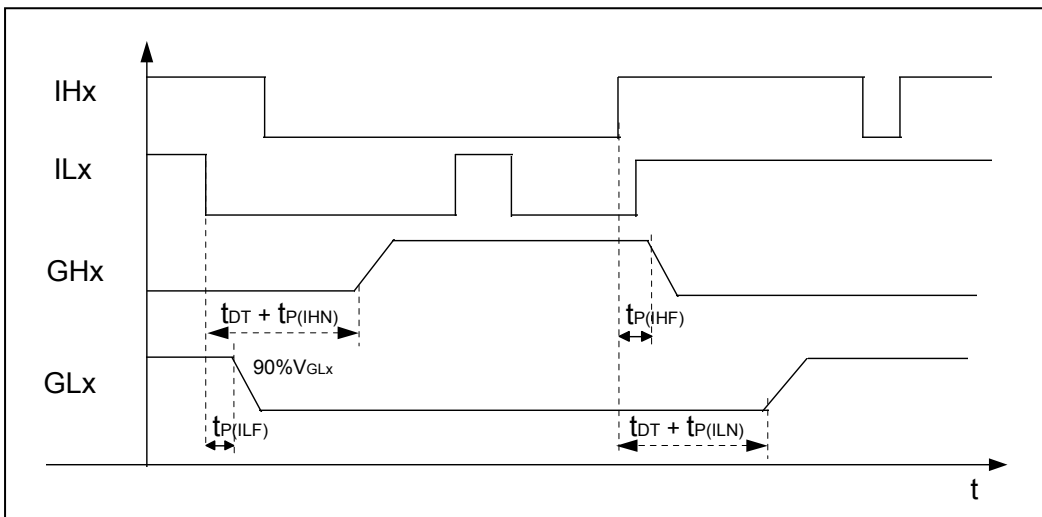 IHx
ILx
GHx
tDT + tP(IHN)
tP(IHF)
GLx
90%VGLx
tP(ILF)
tDT + tP(ILN)
t